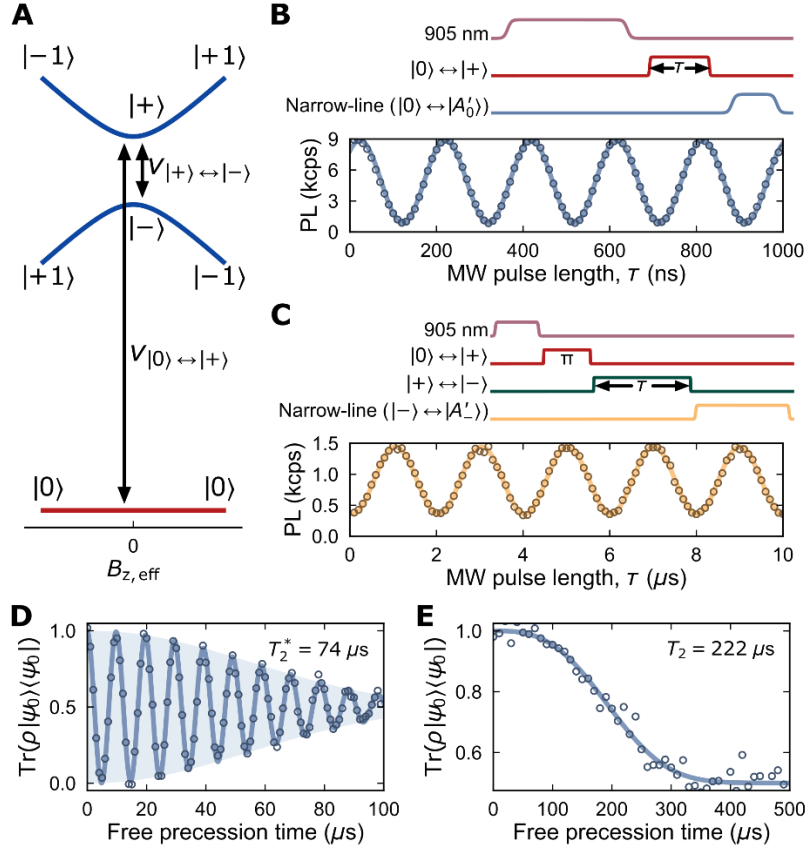 A
|−1⟩ |+1⟩
|+⟩
ν|+⟩↔|−⟩
|−⟩
|+1⟩ |−1⟩
ν|0⟩↔|+⟩
|0⟩ |0⟩
0
Bz, eff
B
905 nm
|0⟩ ↔ |+⟩
τ
Narrow-line (|0⟩ ↔ |A′0⟩)
PL (kcps)
9
6
3
0
0 200 400 600 800 1000
MW pulse length, τ (ns)
C
905 nm
|0⟩ ↔ |+⟩
π
|+⟩ ↔ |−⟩
τ
Narrow-line (|−⟩ ↔ |A′−⟩)
PL (kcps)
1.5
1.0
0.5
0.0
0 2 4 6 8 10
MW pulse length, τ (μs)
D
T2* = 74 μs
Tr(ρ|ψ0⟩⟨ψ0|)
1.0
0.5
0.0
0 20 40 60 80 100
Free precession time (μs)
E
T2 = 222 μs
Tr(ρ|ψ0⟩⟨ψ0|)
1.0
0.8
0.6
0 100 200 300 400 500
Free precession time (μs)